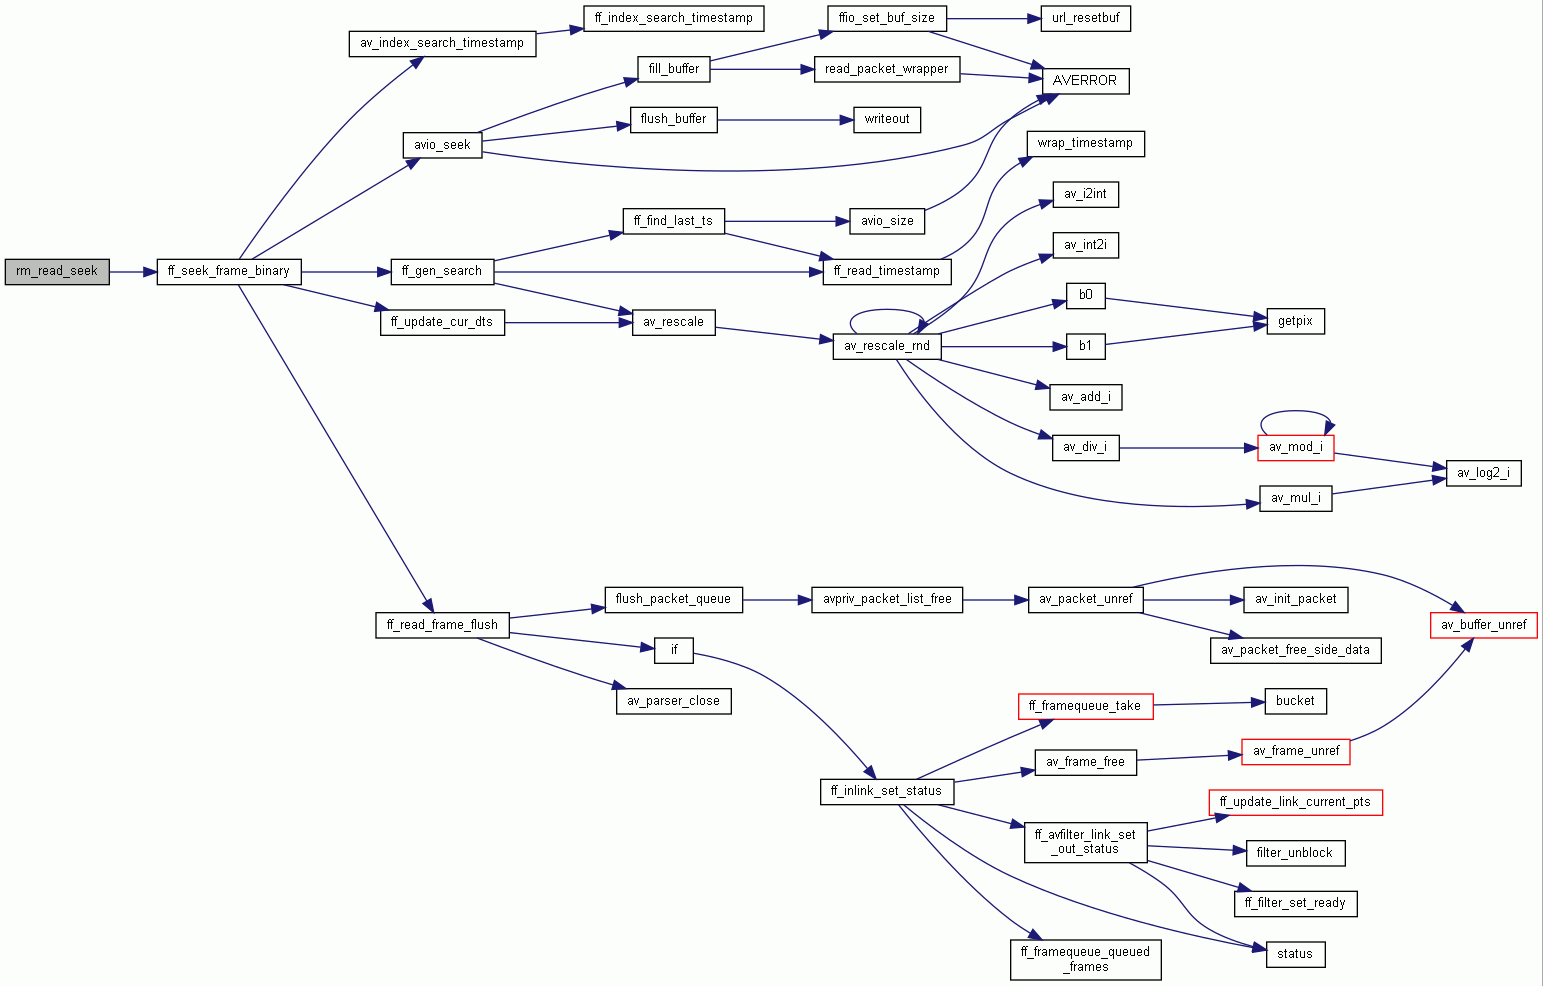 ff_index_search_timestamp
ffio_set_buf_size
url_resetbuf
av_index_search_timestamp
fill_buffer
read_packet_wrapper
AVERROR
flush_buffer
writeout
avio_seek
wrap_timestamp
av_i2int
ff_find_last_ts
avio_size
av_int2i
rm_read_seek
ff_seek_frame_binary
ff_gen_search
ff_read_timestamp
b0
ff_update_cur_dts
av_rescale
getpix
av_rescale_rnd
b1
av_add_i
av_div_i
av_mod_i
av_log2_i
av_mul_i
flush_packet_queue
avpriv_packet_list_free
av_packet_unref
av_init_packet
ff_read_frame_flush
av_buffer_unref
if
av_packet_free_side_data
av_parser_close
ff_framequeue_take
bucket
av_frame_free
av_frame_unref
ff_inlink_set_status
ff_update_link_current_pts
ff_avfilter_link_set
_out_status
filter_unblock
ff_filter_set_ready
ff_framequeue_queued
_frames
status